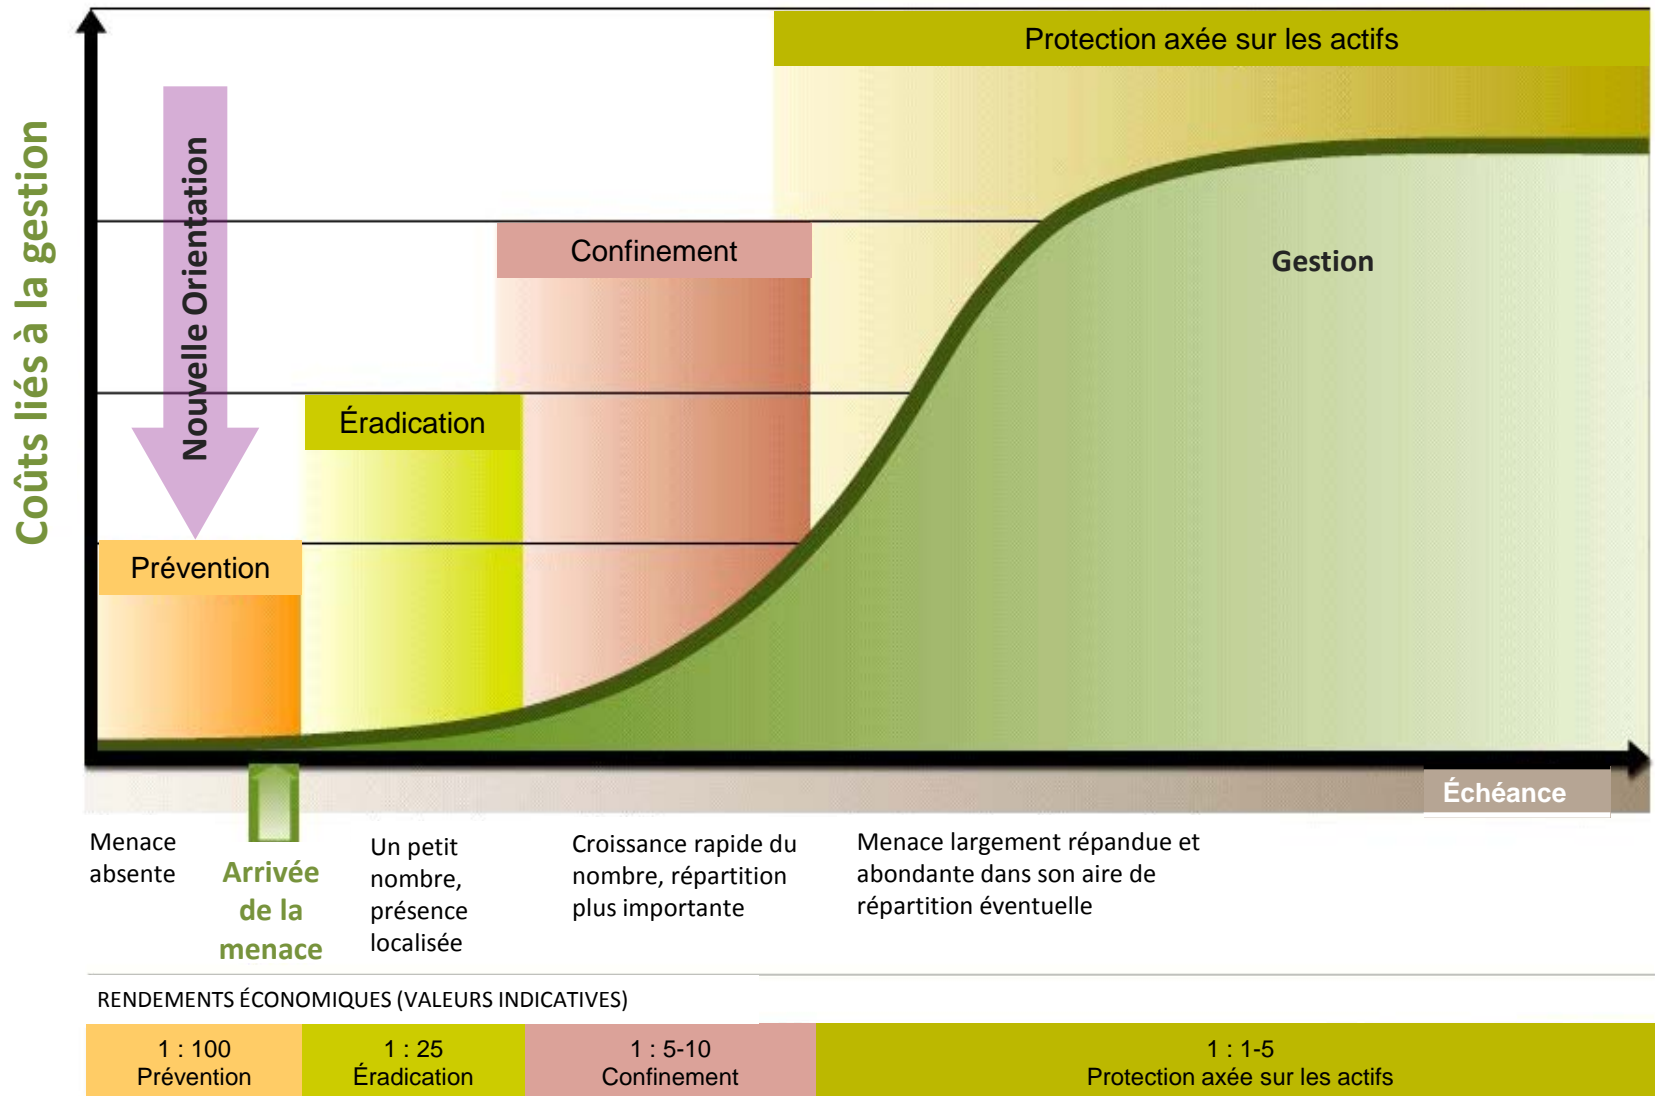 Protection axée sur les actifs
Coûts liés à la gestion
Nouvelle Orientation
Confinement
Gestion
Éradication
Prévention
Échéance
Menace
absente
Arrivée
de la
menace
Un petit
nombre,
présence
localisée
Croissance rapide du
nombre, répartition
plus importante
Menace largement répandue et
abondante dans son aire de
répartition éventuelle
RENDEMENTS ÉCONOMIQUES (VALEURS INDICATIVES)
1 : 100
Prévention
1 : 25
Éradication
1 : 5-10
Confinement
1 : 1-5
Protection axée sur les actifs